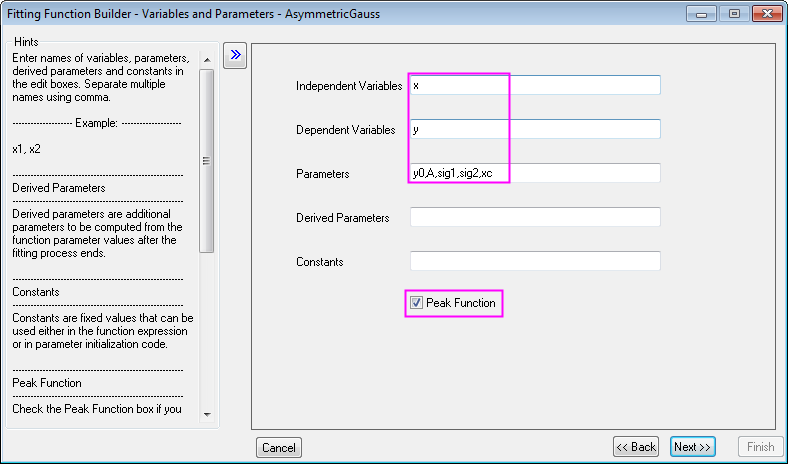 Fitting Function Builder - Variables and Parameters - AsymmetricGauss
Hints
Enter names of variables, parameters,
derived parameters and constants in
the edit boxes. Separate multiple
names using comma.
-------------------- Example: --------------------
x1, x2
---------------------------------------------------------
Derived Parameters
---------------------------------------------------------
Derived parameters are additional
parameters to be computed from the
function parameter values after the
fitting process ends.
---------------------------------------------------------
Constants
---------------------------------------------------------
Constants are fixed values that can be
used either in the function expression
or in parameter initialization code.
---------------------------------------------------------
Peak Function
---------------------------------------------------------
Check the Peak Function box if you
Independent Variables x
Dependent Variables y
Parameters y0,A,sig1,sig2,xc
Derived Parameters
Constants
Peak Function
Cancel << Back Next >> Finish